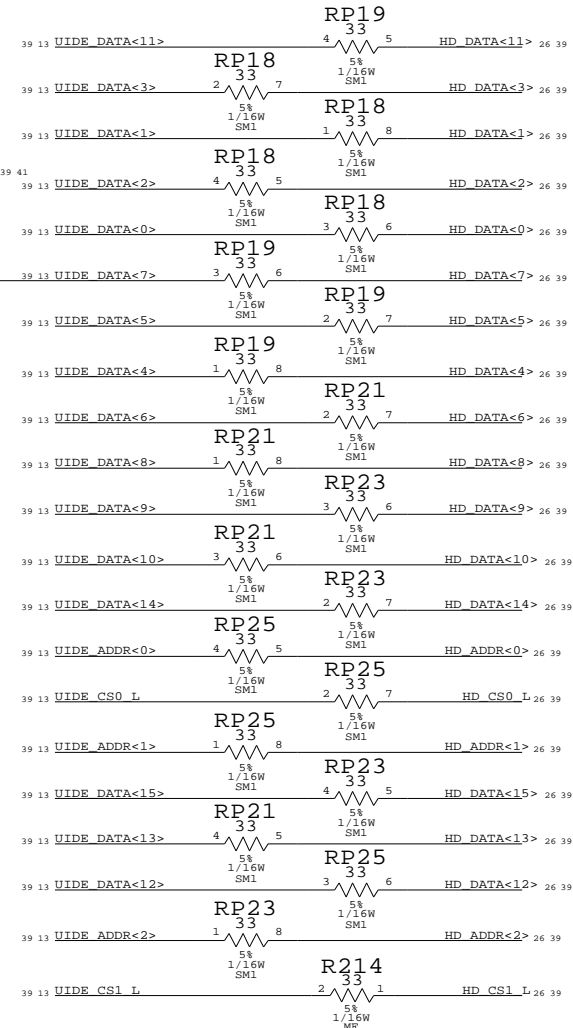 RP19
33
39 13 UIDE_DATA<11> 4 5 HD_DATA<11> 26 39
5%
1/16W
SM1
RP18
33
39 13 UIDE_DATA<3> 2 7 HD_DATA<3> 26 39
5%
1/16W
SM1
RP18
33
39 13 UIDE_DATA<1> 1 8 HD_DATA<1> 26 39
5%
1/16W
SM1
39 41
RP18
33
39 13 UIDE_DATA<2> 4 5 HD_DATA<2> 26 39
5%
1/16W
SM1
RP18
33
39 13 UIDE_DATA<0> 3 6 HD_DATA<0> 26 39
5%
1/16W
SM1
RP19
33
39 13 UIDE_DATA<7> 3 6 HD_DATA<7> 26 39
5%
1/16W
SM1
RP19
33
39 13 UIDE_DATA<5> 2 7 HD_DATA<5> 26 39
5%
1/16W
SM1
RP19
33
39 13 UIDE_DATA<4> 1 8 HD_DATA<4> 26 39
5%
1/16W
SM1
RP21
33
39 13 UIDE_DATA<6> 2 7 HD_DATA<6> 26 39
5%
1/16W
SM1
RP21
33
39 13 UIDE_DATA<8> 1 8 HD_DATA<8> 26 39
5%
1/16W
SM1
RP23
33
39 13 UIDE_DATA<9> 3 6 HD_DATA<9> 26 39
5%
1/16W
SM1
RP21
33
39 13 UIDE_DATA<10> 3 6 HD_DATA<10> 26 39
5%
1/16W
SM1
RP23
33
39 13 UIDE_DATA<14> 2 7 HD_DATA<14> 26 39
5%
1/16W
SM1
RP25
33
39 13 UIDE_ADDR<0> 4 5 HD_ADDR<0> 26 39
5%
1/16W
SM1
RP25
33
39 13 UIDE_CS0_L 2 7 HD_CS0_L 26 39
5%
1/16W
SM1
RP25
33
39 13 UIDE_ADDR<1> 1 8 HD_ADDR<1> 26 39
5%
1/16W
SM1
RP23
33
39 13 UIDE_DATA<15> 4 5 HD_DATA<15> 26 39
5%
1/16W
SM1
RP21
33
39 13 UIDE_DATA<13> 4 5 HD_DATA<13> 26 39
5%
1/16W
SM1
RP25
33
39 13 UIDE_DATA<12> 3 6 HD_DATA<12> 26 39
5%
1/16W
SM1
RP23
33
39 13 UIDE_ADDR<2> 1 8 HD_ADDR<2> 26 39
5%
1/16W
SM1
R214
33
39 13 UIDE_CS1_L 2 1 HD_CS1_L 26 39
5%
1/16W
MF